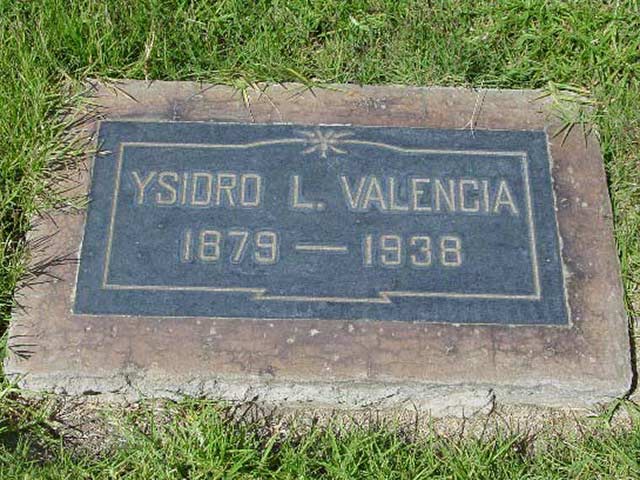 YSIDRO L. VALENCIA
1879 — 1938